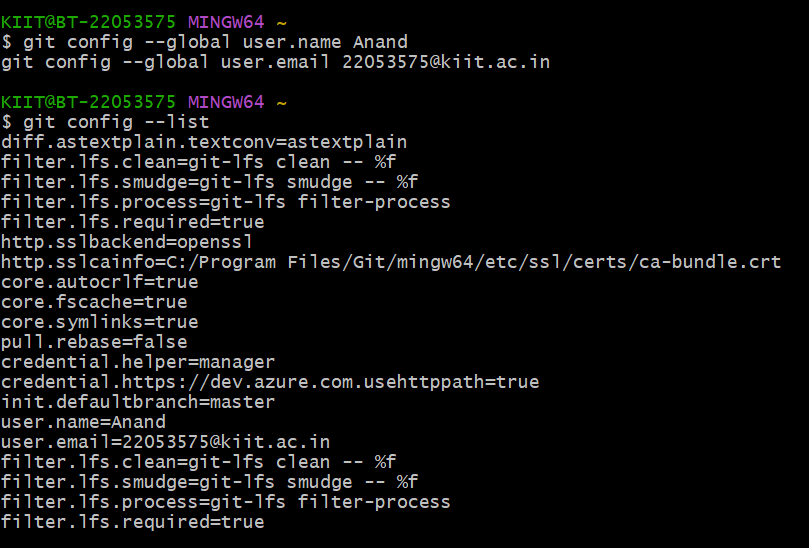 KIIT@BT-22053575 MINGW64 ~
$ git config --global user.name Anand
git config --global user.email 22053575@kiit.ac.in
KIIT@BT-22053575 MINGW64 ~
$ git config --list
diff.astextplain.textconv=astextplain
filter.lfs.clean=git-lfs clean -- %f
filter.lfs.smudge=git-lfs smudge -- %f
filter.lfs.process=git-lfs filter-process
filter.lfs.required=true
http.sslbackend=openssl
http.sslcainfo=C:/Program Files/Git/mingw64/etc/ssl/certs/ca-bundle.crt
core.autocrlf=true
core.fscache=true
core.symlinks=true
pull.rebase=false
credential.helper=manager
credential.https://dev.azure.com.usehttppath=true
init.defaultbranch=master
user.name=Anand
user.email=22053575@kiit.ac.in
filter.lfs.clean=git-lfs clean -- %f
filter.lfs.smudge=git-lfs smudge -- %f
filter.lfs.process=git-lfs filter-process
filter.lfs.required=true